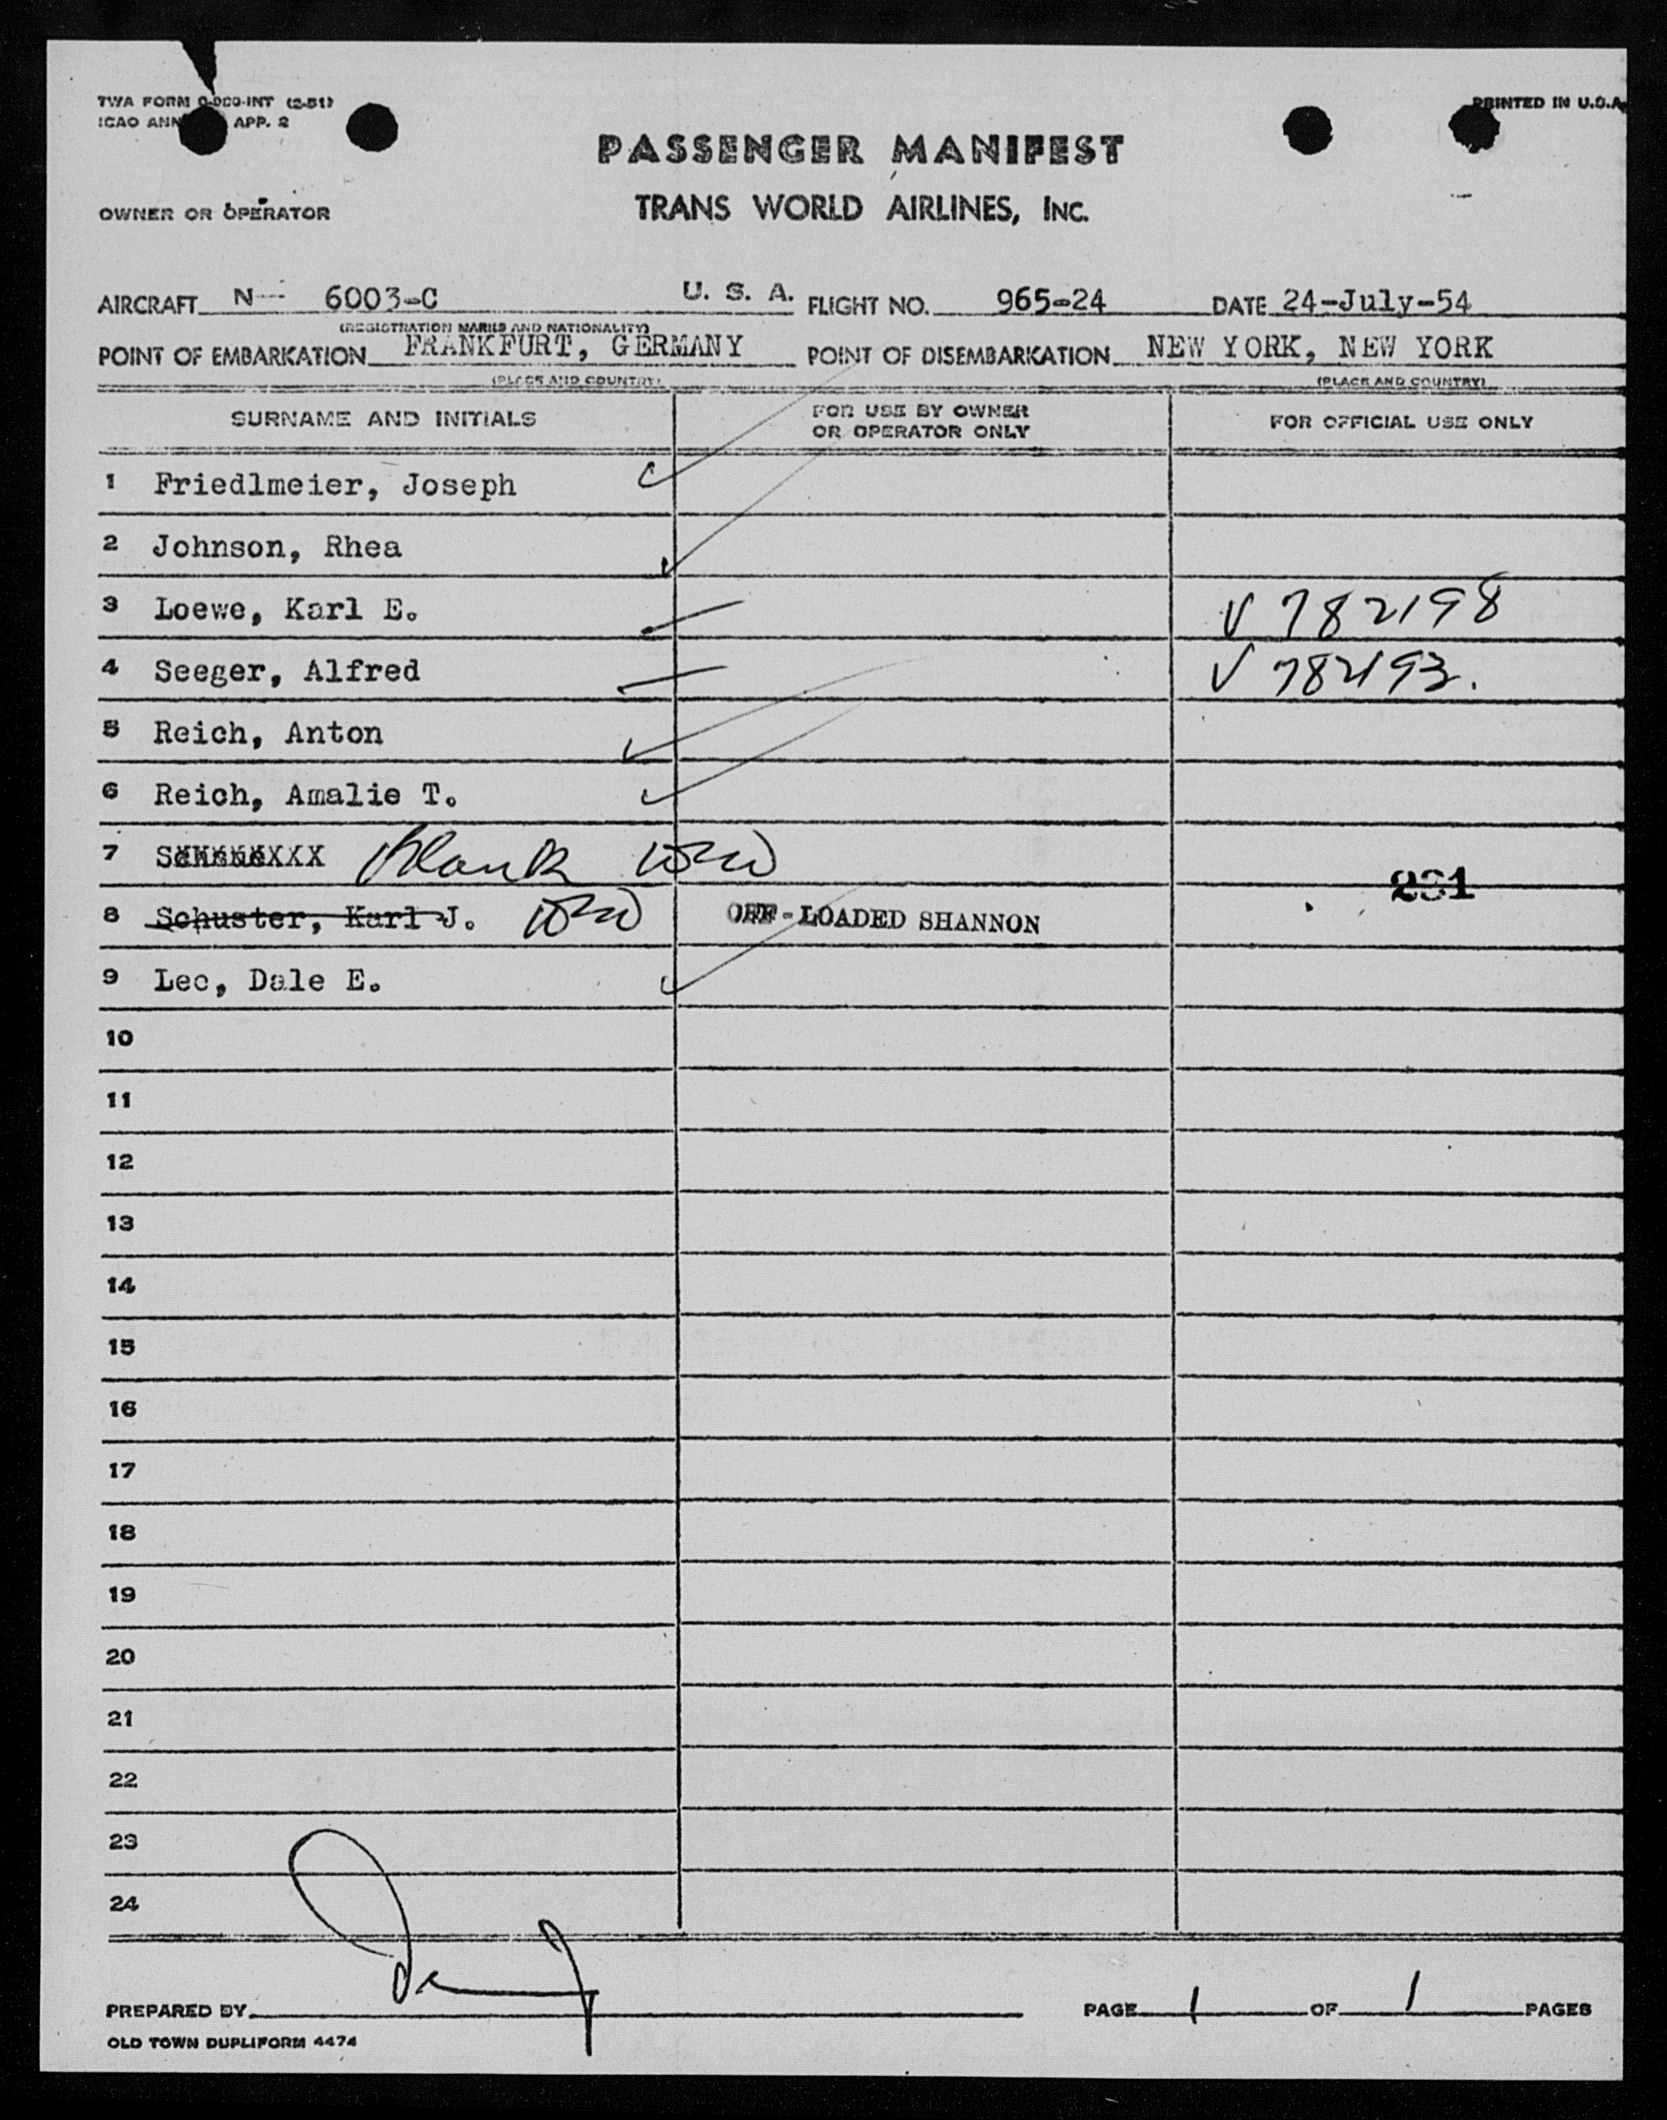 TWA FORM INT (2-51) PRINTED IN U.S.A.
ICAO APP. 2
PASSENGER MANIFEST
OWNER OR OPERATOR TRANS WORLD AIRLINES, INC.
AIRCRAFT N 6003-C U. S. A. FLIGHT NO. 965-24 DATE 24-July-54
(REGISTRATION MARKS AND NATIONALITY)
POINT OF EMBARKATION FRANKFURT, GERMANY POINT OF DISEMBARKATION NEW YORK, NEW YORK
(PLACE AND COUNTRY) (PLACE AND COUNTRY)
SURNAME AND INITIALS FOR USE BY OWNER OR OPERATOR ONLY FOR OFFICIAL USE ONLY
1 Friedlmeier, Joseph
2 Johnson, Rhea
3 Loewe, Karl E. V 782198
4 Seeger, Alfred V 782193.
5 Reich, Anton
6 Reich, Amalie T.
7 Blank
231
8 Schuster, Karl J. OFF-LOADED SHANNON
9 Lee, Dale E.
10
11
12
13
14
15
16
17
18
19
20
21
22
23
24
PREPARED BY PAGE 1 OF 1 PAGES
OLD TOWN DUPLIFORM 4474